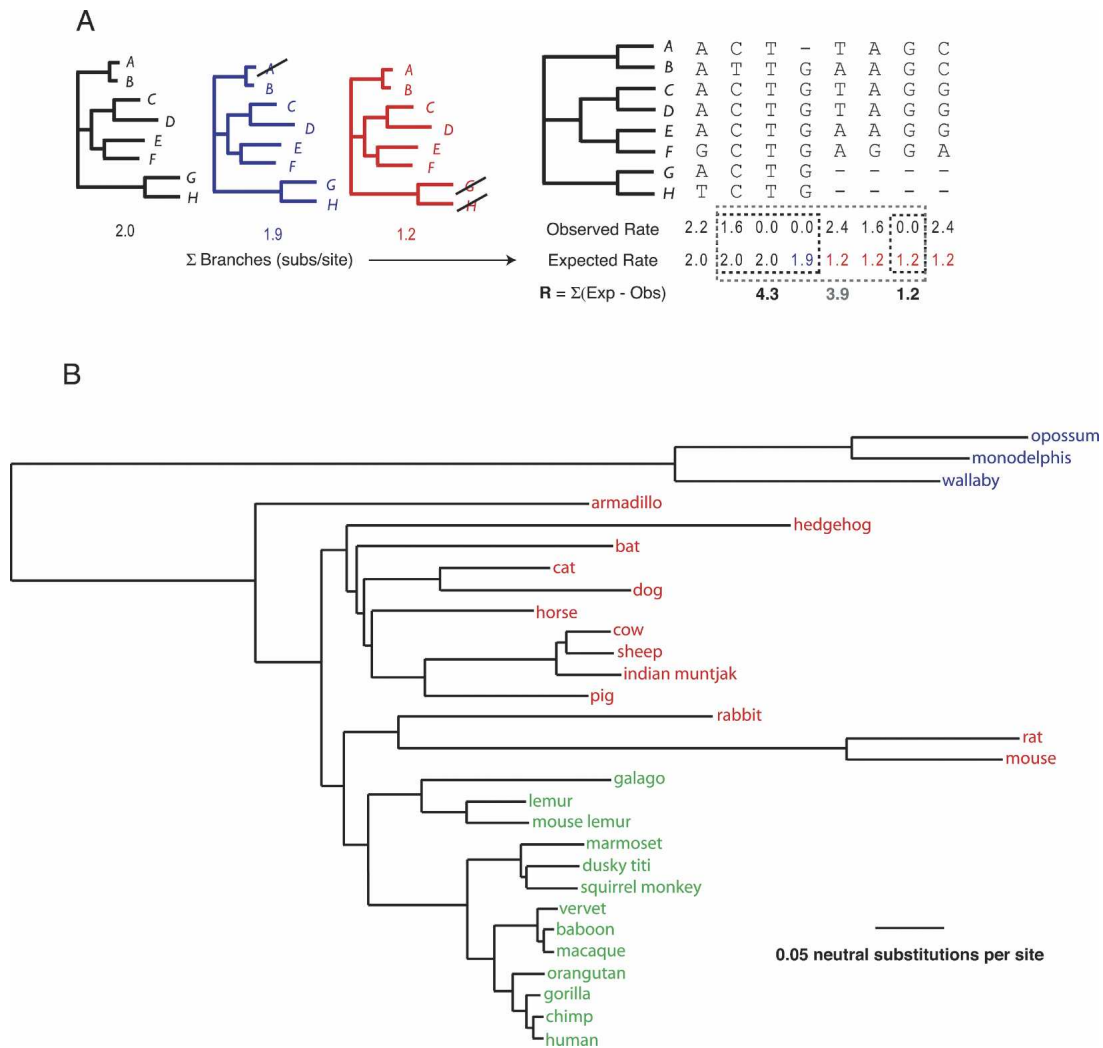 A
A
B
C
D
E
F
G
H
2.0
A
B
C
D
E
F
G
H
1.9
A
B
C
D
E
F
G
H
1.2
Σ Branches (subs/site)
A A C T - T A G C
B A T T G A A G C
C A C T G T A G G
D A C T G T A G G
E A C T G A A G G
F G C T G A G G A
G A C T G - - - -
H T C T G - - - -
Observed Rate 2.2 1.6 0.0 0.0 2.4 1.6 0.0 2.4
Expected Rate 2.0 2.0 2.0 1.9 1.2 1.2 1.2 1.2
R = Σ(Exp - Obs) 4.3 3.9 1.2
B
opossum
monodelphis
wallaby
armadillo
hedgehog
bat
cat
dog
horse
cow
sheep
indian muntjak
pig
rabbit
rat
mouse
galago
lemur
mouse lemur
marmoset
dusky titi
squirrel monkey
vervet
baboon
macaque
orangutan
gorilla
chimp
human
0.05 neutral substitutions per site